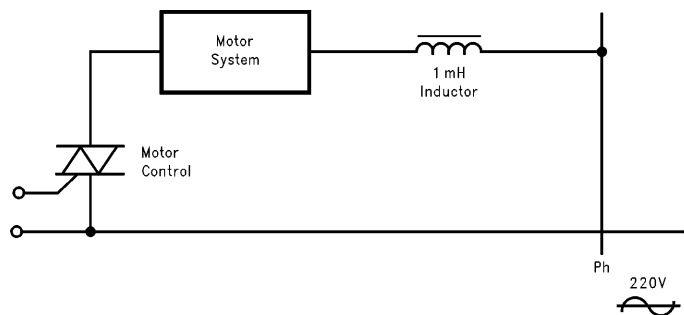 Motor
System
1 mH
Inductor
Motor
Control
Ph
220V